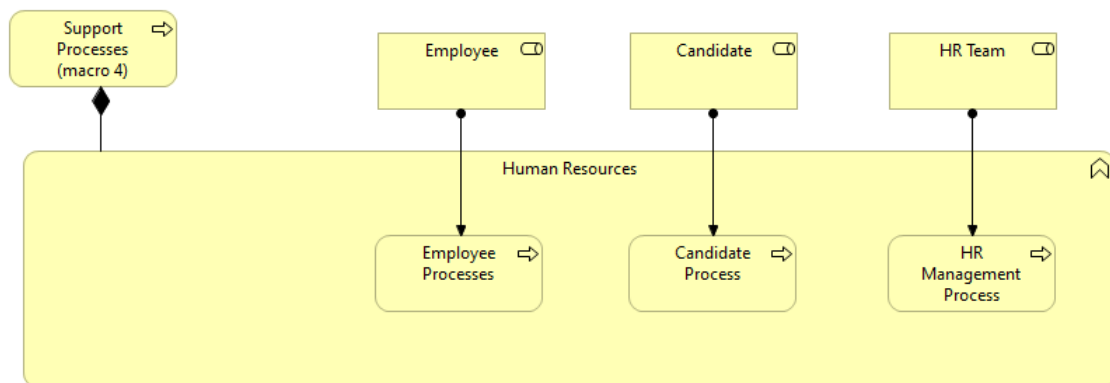 Support
Processes
(macro 4)
Employee
Candidate
HR Team
Human Resources
Employee
Processes
Candidate
Process
HR
Management
Process